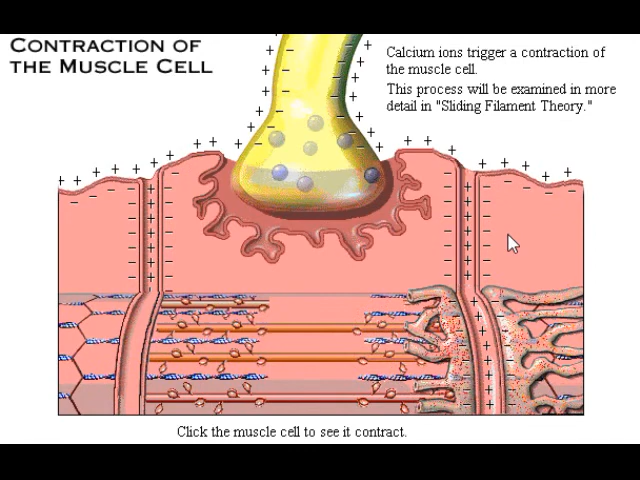 CONTRACTION OF
THE MUSCLE CELL
Calcium ions trigger a contraction of
the muscle cell.
This process will be examined in more
detail in "Sliding Filament Theory."
Click the muscle cell to see it contract.